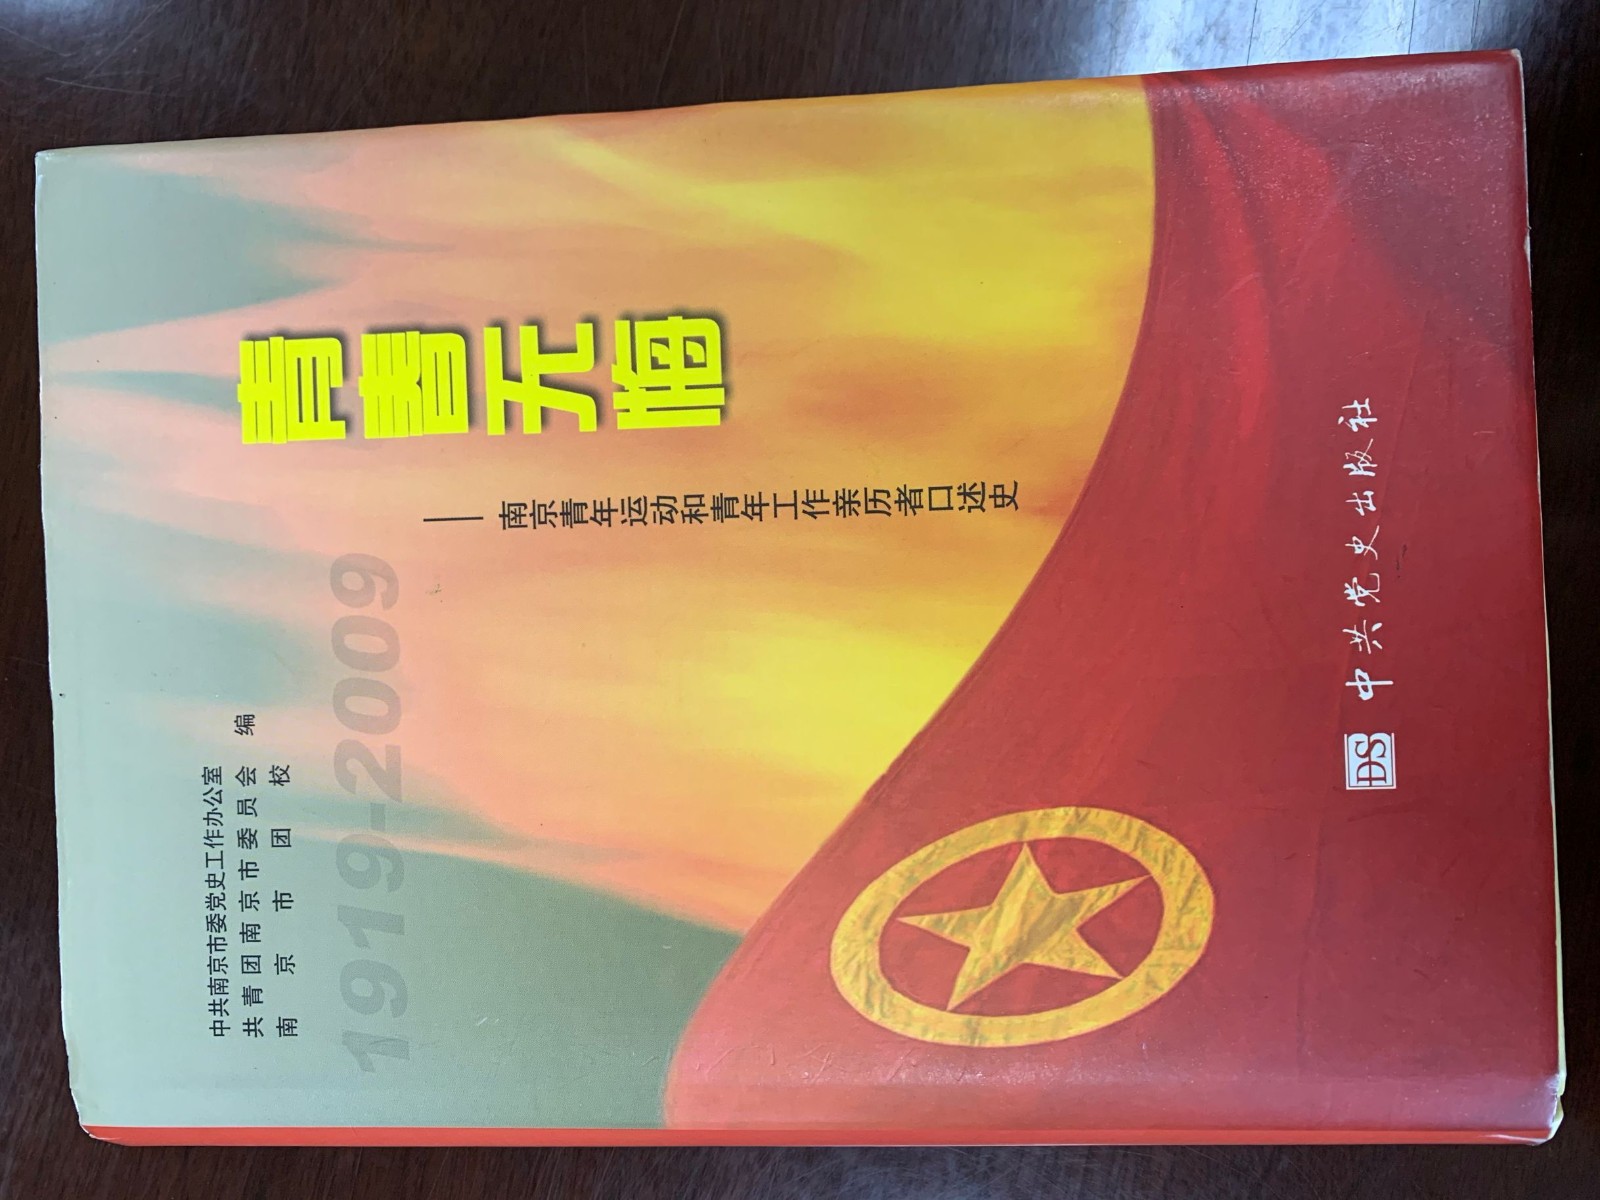 中共南京市委党史工作办公室
共青团南京市委员会 编
南京市团校
1919-2009
青春无悔
——南京青年运动和青年工作亲历者口述史
DS 中共党史出版社